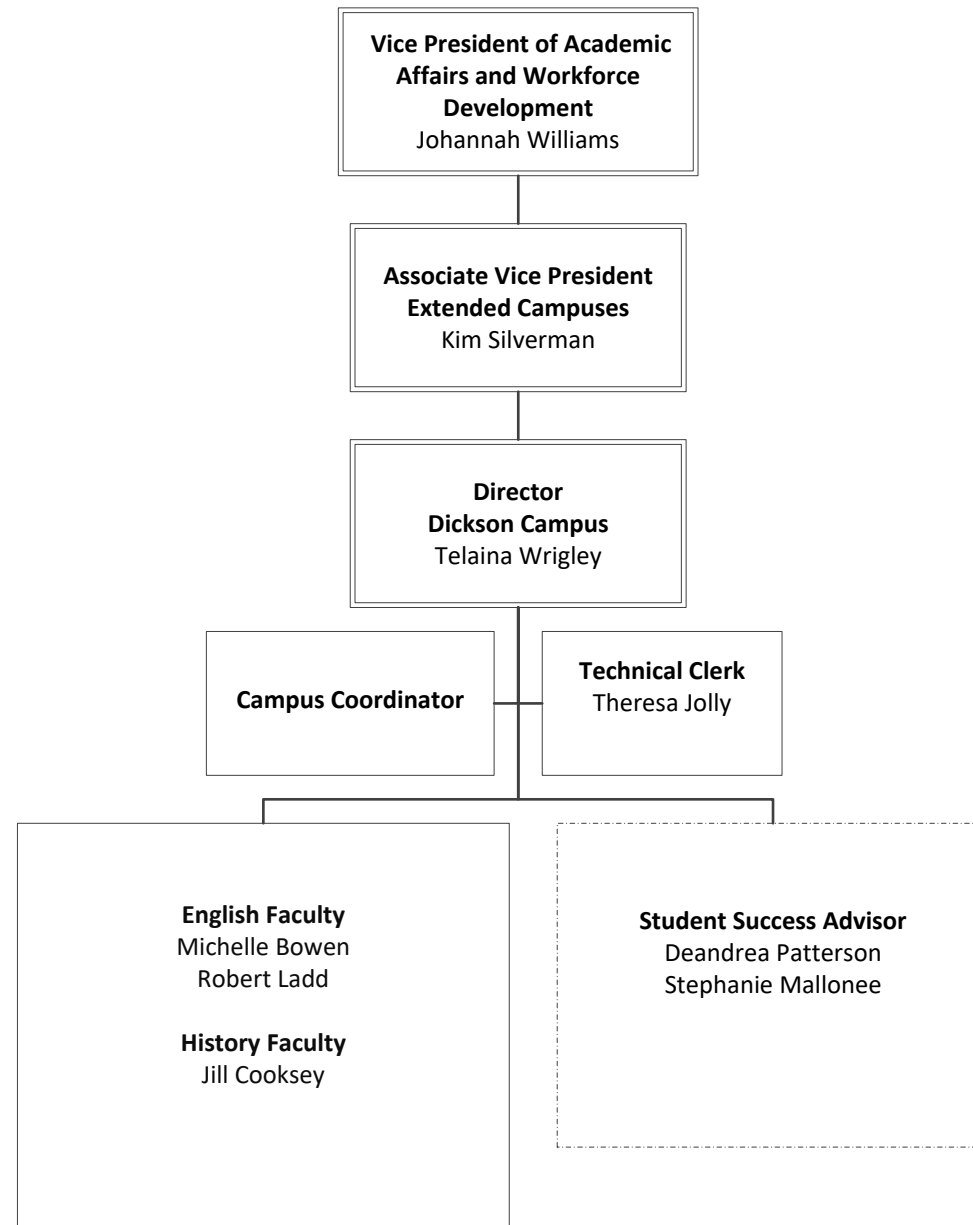 Vice President of Academic
Affairs and Workforce
Development
Johannah Williams
Associate Vice President
Extended Campuses
Kim Silverman
Director
Dickson Campus
Telaina Wrigley
Campus Coordinator
Technical Clerk
Theresa Jolly
English Faculty
Michelle Bowen
Robert Ladd
History Faculty
Jill Cooksey
Student Success Advisor
Deandrea Patterson
Stephanie Mallonee